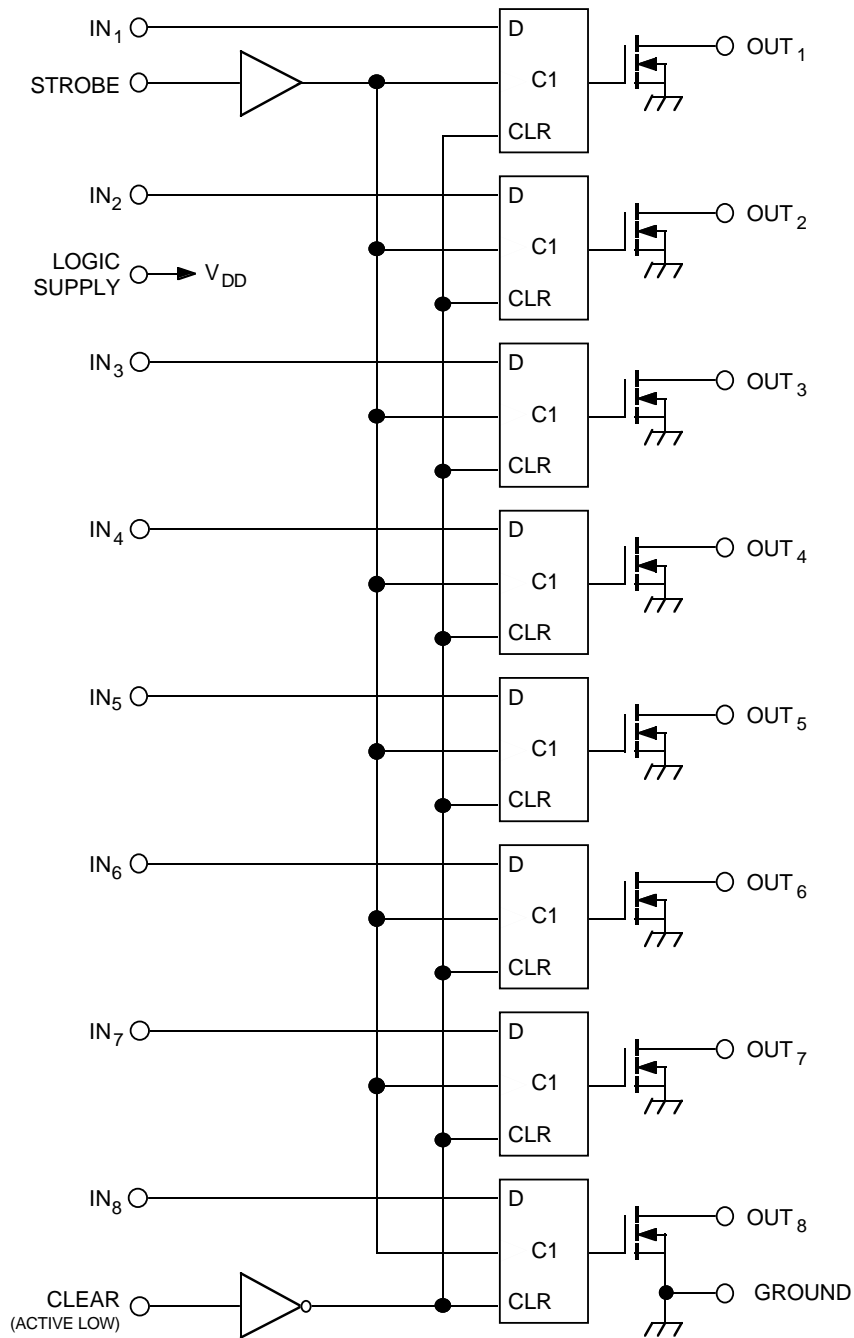 IN1
D
OUT1
STROBE
C1
CLR
IN2
D
OUT2
C1
LOGIC
SUPPLY
VDD
CLR
IN3
D
OUT3
C1
CLR
IN4
D
OUT4
C1
CLR
IN5
D
OUT5
C1
CLR
IN6
D
OUT6
C1
CLR
IN7
D
OUT7
C1
CLR
IN8
D
OUT8
C1
GROUND
CLEAR
(ACTIVE LOW)
CLR